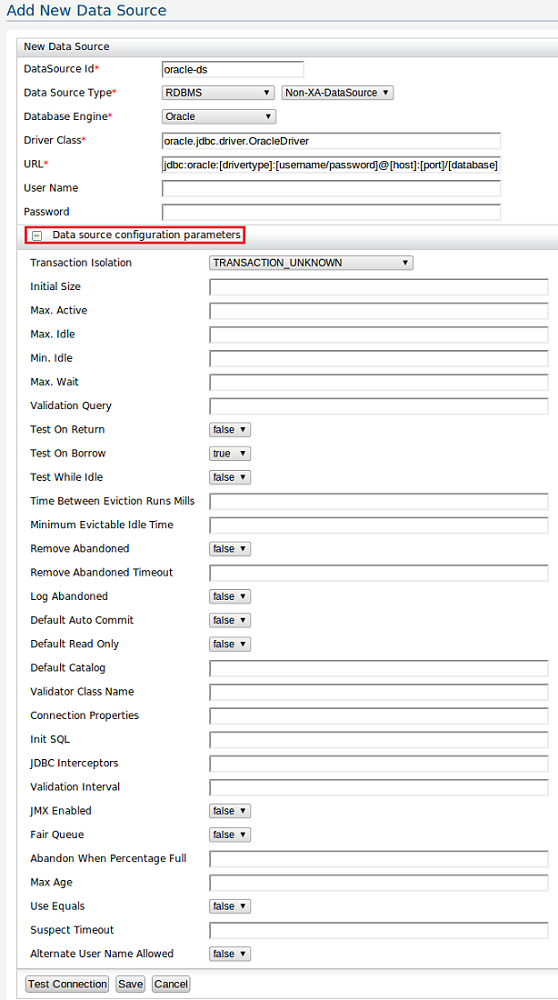 Add New Data Source
New Data Source
DataSource Id* oracle-ds
Data Source Type* RDBMS Non-XA-DataSource
Database Engine* Oracle
Driver Class* oracle.jdbc.driver.OracleDriver
URL* jdbc:oracle:[drivertype]:[username/password]@[host]:[port]/[database]
User Name
Password
Data source configuration parameters
Transaction Isolation TRANSACTION_UNKNOWN
Initial Size
Max. Active
Max. Idle
Min. Idle
Max. Wait
Validation Query
Test On Return false
Test On Borrow true
Test While Idle false
Time Between Eviction Runs Mills
Minimum Evictable Idle Time
Remove Abandoned false
Remove Abandoned Timeout
Log Abandoned false
Default Auto Commit false
Default Read Only false
Default Catalog
Validator Class Name
Connection Properties
Init SQL
JDBC Interceptors
Validation Interval
JMX Enabled false
Fair Queue false
Abandon When Percentage Full
Max Age
Use Equals false
Suspect Timeout
Alternate User Name Allowed false
Test Connection Save Cancel